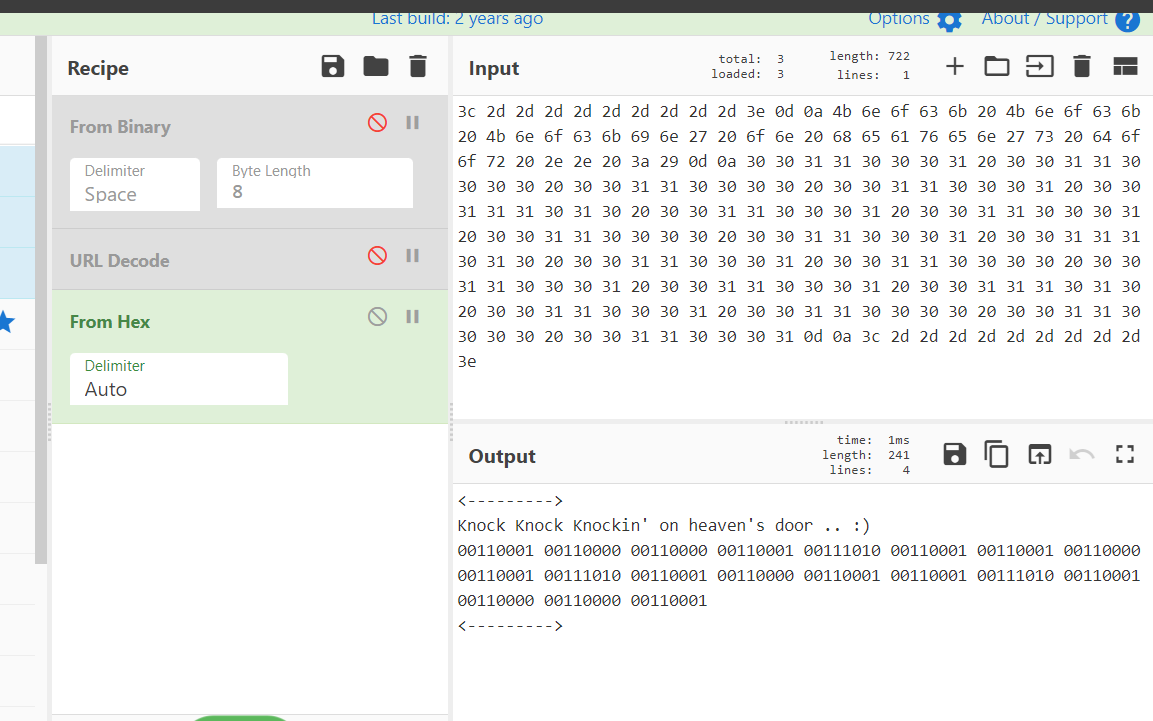 Last build: 2 years ago
Options
About / Support
?
Recipe
From Binary
Delimiter
Space
Byte Length
8
URL Decode
From Hex
Delimiter
Auto
Input
total: 3
loaded: 3
length: 722
lines: 1
3c 2d 2d 2d 2d 2d 2d 2d 2d 2d 3e 0d 0a 4b 6e 6f 63 6b 20 4b 6e 6f 63 6b
20 4b 6e 6f 63 6b 69 6e 27 20 6f 6e 20 68 65 61 76 65 6e 27 73 20 64 6f
6f 72 20 2e 2e 20 3a 29 0d 0a 30 30 31 31 30 30 30 31 20 30 30 31 31 30
30 30 30 20 30 30 31 31 30 30 30 30 20 30 30 31 31 30 30 30 31 20 30 30
31 31 31 30 31 30 20 30 30 31 31 30 30 30 31 20 30 30 31 31 30 30 30 31
20 30 30 31 31 30 30 30 30 20 30 30 31 31 30 30 30 31 20 30 30 31 31 31
30 31 30 20 30 30 31 31 30 30 30 31 20 30 30 31 31 30 30 30 30 20 30 30
31 31 30 30 30 31 20 30 30 31 31 30 30 30 31 20 30 30 31 31 31 30 31 30
20 30 30 31 31 30 30 30 31 20 30 30 31 31 30 30 30 30 20 30 30 31 31 30
30 30 30 20 30 30 31 31 30 30 30 31 0d 0a 3c 2d 2d 2d 2d 2d 2d 2d 2d 2d
3e
Output
time: 1ms
length: 241
lines: 4
<--------->
Knock Knock Knockin' on heaven's door .. :)
00110001 00110000 00110000 00110001 00111010 00110001 00110001 00110000
00110001 00111010 00110001 00110000 00110001 00110001 00111010 00110001
00110000 00110000 00110001
<--------->